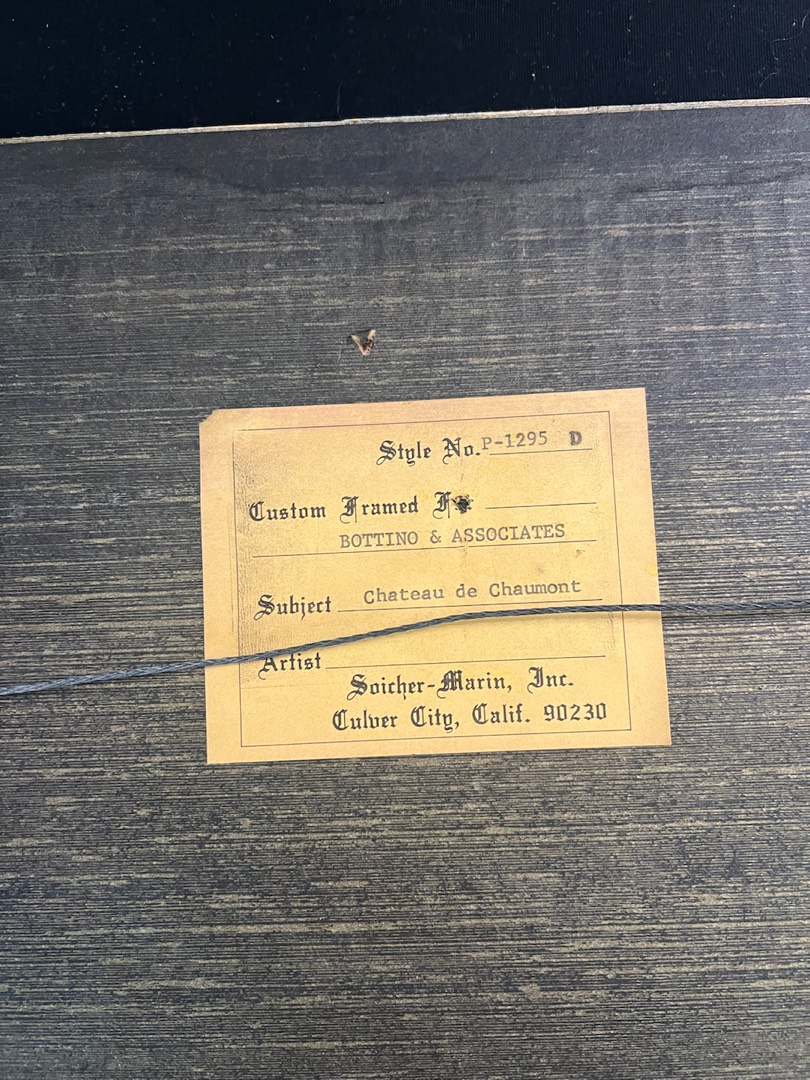 Style No. P-1295 D
Custom Framed
BOTTINO & ASSOCIATES
Subject Chateau de Chaumont
Artist
Soicher-Marin, Inc.
Culver City, Calif. 90230